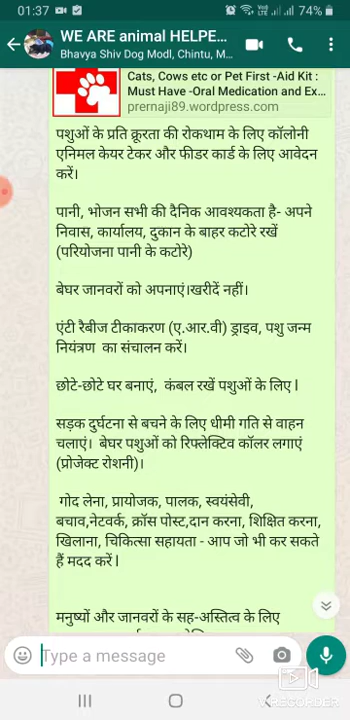 01:37
74%
WE ARE animal HELPE...
Bhavya Shiv Dog Modl, Chintu, M...
Cats, Cows etc or Pet First -Aid Kit :
Must Have -Oral Medication and Ex...
prernaji89.wordpress.com
पशुओं के प्रति क्रूरता की रोकथाम के लिए कॉलोनी
एनिमल केयर टेकर और फीडर कार्ड के लिए आवेदन
करें।
पानी, भोजन सभी की दैनिक आवश्यकता है- अपने
निवास, कार्यालय, दुकान के बाहर कटोरे रखें
(परियोजना पानी के कटोरे)
बेघर जानवरों को अपनाएं।खरीदें नहीं।
एंटी रैबीज टीकाकरण (ए.आर.वी) ड्राइव, पशु जन्म
नियंत्रण का संचालन करें।
छोटे-छोटे घर बनाएं, कंबल रखें पशुओं के लिए l
सड़क दुर्घटना से बचने के लिए धीमी गति से वाहन
चलाएं। बेघर पशुओं को रिफ्लेक्टिव कॉलर लगाएं
(प्रोजेक्ट रोशनी)।
गोद लेना, प्रायोजक, पालक, स्वयंसेवी,
बचाव,नेटवर्क, क्रॉस पोस्ट,दान करना, शिक्षित करना,
खिलाना, चिकित्सा सहायता - आप जो भी कर सकते
हैं मदद करें l
मनुष्यों और जानवरों के सह-अस्तित्व के लिए
Type a message
VRECORDER